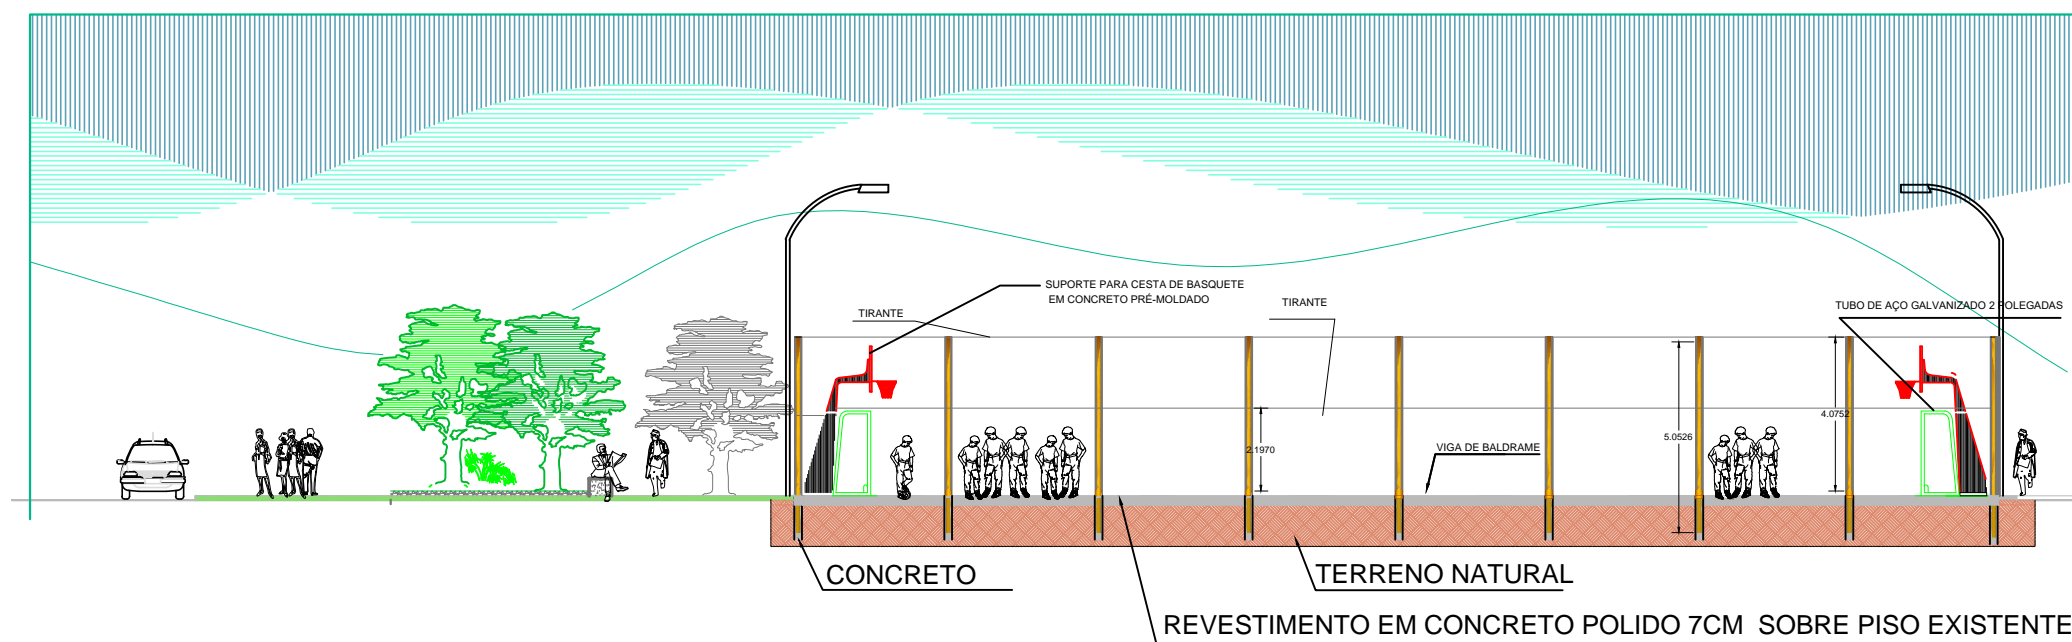 SUPORTE PARA CESTA DE BASQUETE
EM CONCRETO PRÉ-MOLDADO
TIRANTE
TIRANTE
TUBO DE AÇO GALVANIZADO 2 POLEGADAS
4.0752
5.0526
2.1970
VIGA DE BALDRAME
CONCRETO
TERRENO NATURAL
REVESTIMENTO EM CONCRETO POLIDO 7CM SOBRE PISO EXISTENTE